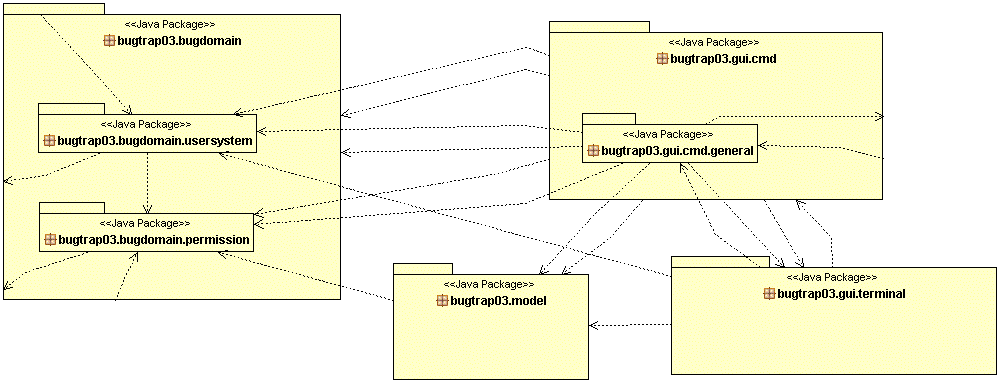 <<Java Package>>
bugtrap03.bugdomain
<<Java Package>>
bugtrap03.bugdomain.usersystem
<<Java Package>>
bugtrap03.bugdomain.permission
<<Java Package>>
bugtrap03.gui.cmd
<<Java Package>>
bugtrap03.gui.cmd.general
<<Java Package>>
bugtrap03.model
<<Java Package>>
bugtrap03.gui.terminal